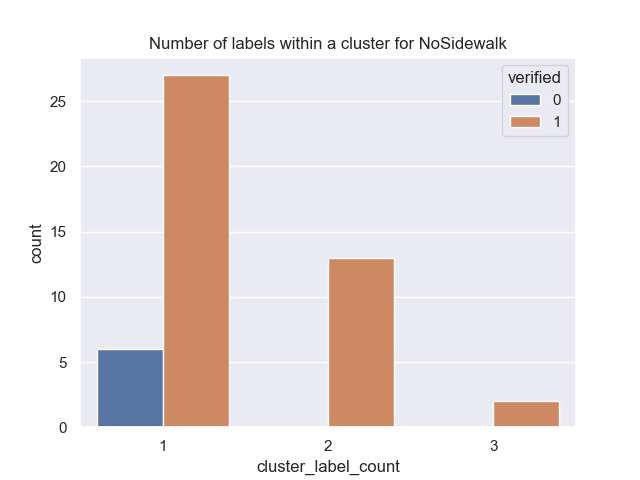 Number of labels within a cluster for NoSidewalk
verified
0
1
count
25
20
15
10
5
0
1 2 3
cluster_label_count